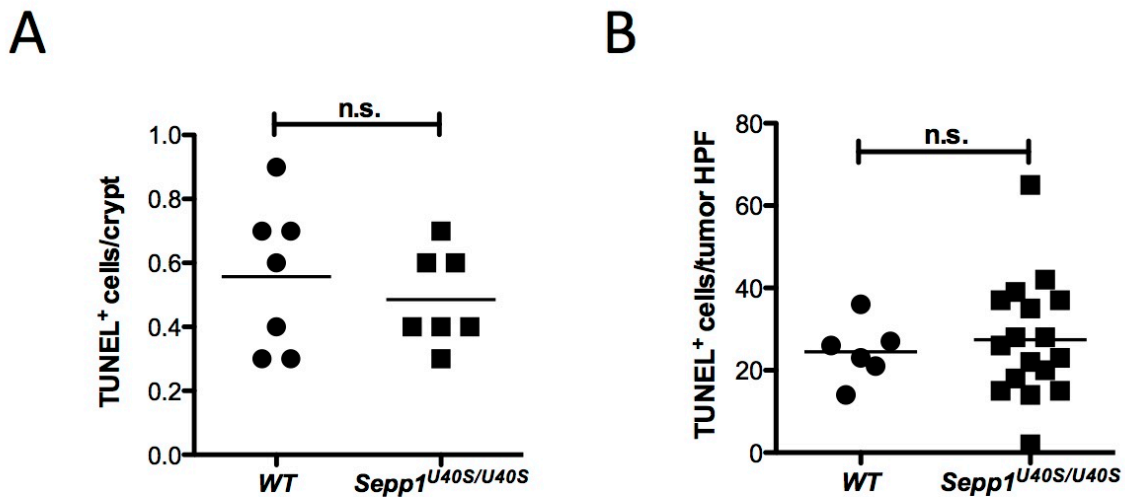 A
n.s.
TUNEL⁺ cells/crypt
1.0
0.8
0.6
0.4
0.2
0.0
WT
Sepp1ᵁ⁴⁰ˢ/ᵁ⁴⁰ˢ
B
n.s.
TUNEL⁺ cells/tumor HPF
80
60
40
20
0
WT
Sepp1ᵁ⁴⁰ˢ/ᵁ⁴⁰ˢ